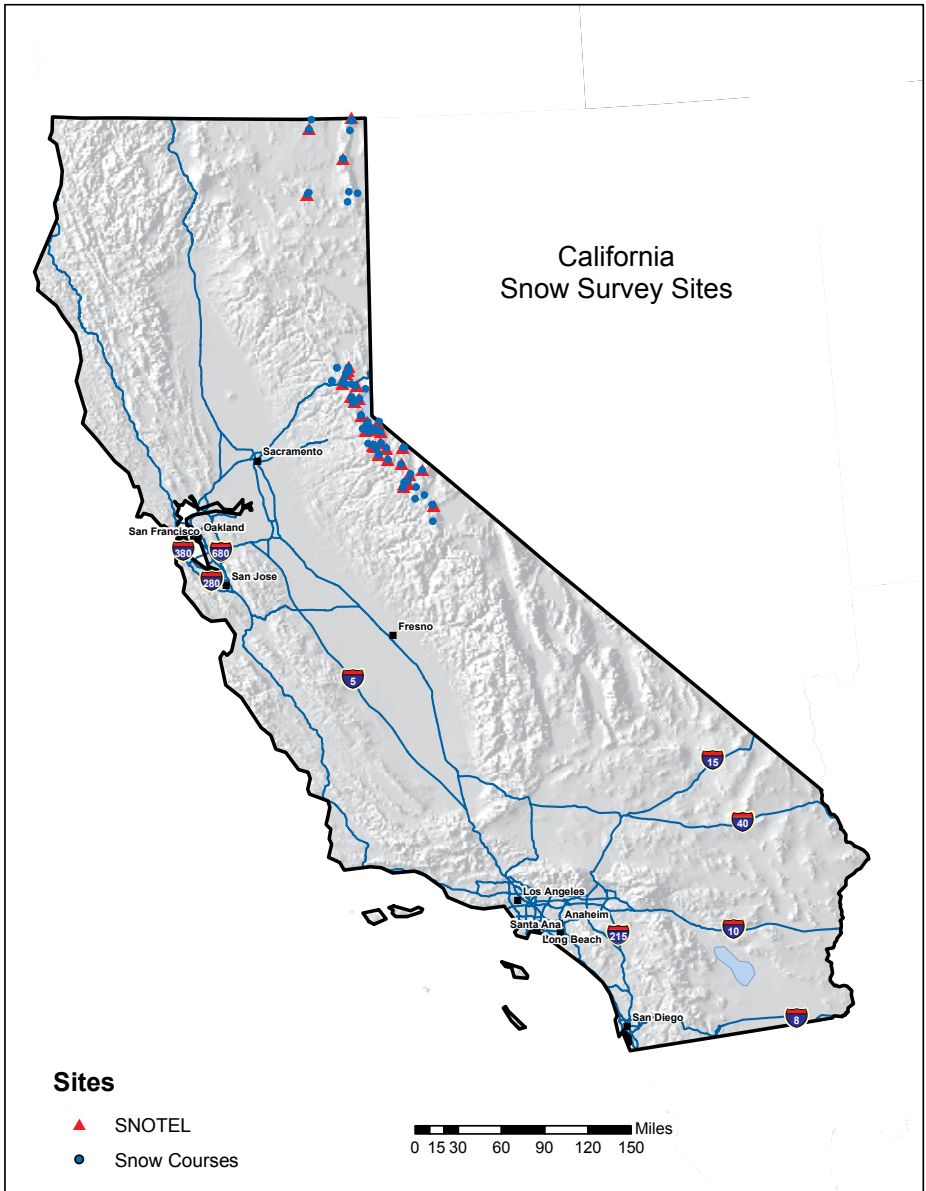 California
Snow Survey Sites
Sacramento
San Francisco
Oakland
380
680
280
San Jose
Fresno
5
15
40
Los Angeles
Anaheim
Santa Ana
Long Beach
215
10
San Diego
8
Sites
SNOTEL
Snow Courses
Miles
0 15 30 60 90 120 150